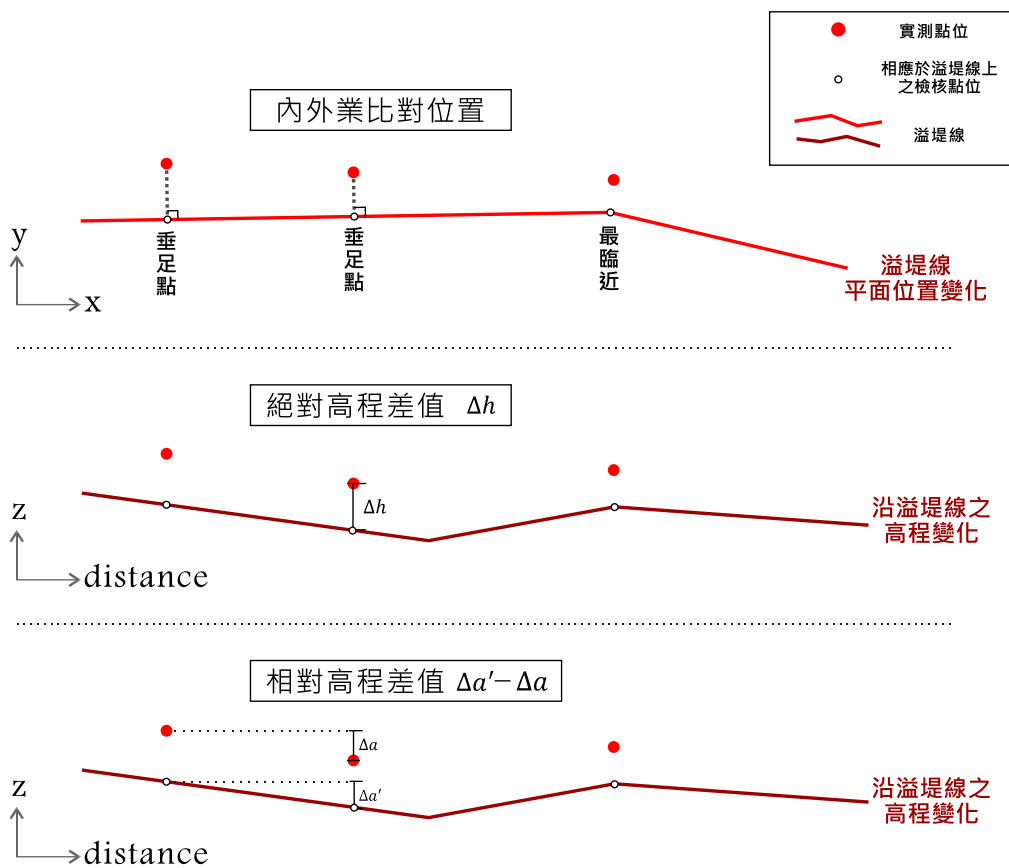 實測點位
相應於溢堤線上
之檢核點位
溢堤線
內外業比對位置
垂足點
垂足點
最臨近
y
x
溢堤線
平面位置變化
絕對高程差值 Δh
Δh
z
distance
沿溢堤線之
高程變化
相對高程差值 Δa′−Δa
Δa
Δa′
z
distance
沿溢堤線之
高程變化